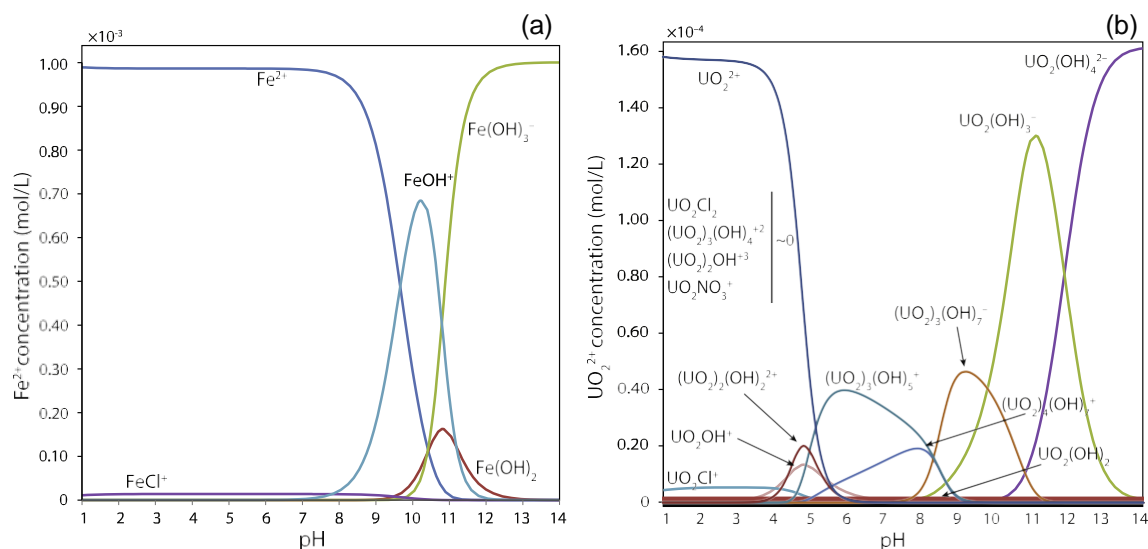 (a)
×10⁻³
1.00
0.90
0.80
0.70
0.60
0.50
0.40
0.30
0.20
0.10
0
Fe²⁺concentration (mol/L)
Fe²⁺
Fe(OH)₃⁻
FeOH⁺
Fe(OH)₂
FeCl⁺
1 2 3 4 5 6 7 8 9 10 11 12 13 14
pH
(b)
×10⁻⁴
1.60
1.40
1.20
1.00
0.80
0.60
0.40
0.20
0
UO₂²⁺ concentration (mol/L)
UO₂²⁺
UO₂(OH)₄²⁻
UO₂(OH)₃⁻
UO₂Cl₂
(UO₂)₃(OH)₄⁺²
(UO₂)₂OH⁺³
UO₂NO₃⁺
~0
(UO₂)₃(OH)₇⁻
(UO₂)₂(OH)₂²⁺
(UO₂)₃(OH)₅⁺
(UO₂)₄(OH)₇⁺
UO₂OH⁺
UO₂(OH)₂
UO₂Cl⁺
1 2 3 4 5 6 7 8 9 10 11 12 13 14
pH